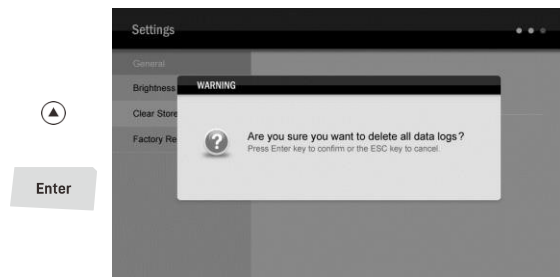 Settings
General
Brightness
WARNING
Clear Store
Factory Re
Are you sure you want to delete all data logs?
Press Enter key to confirm or the ESC key to cancel.
Enter